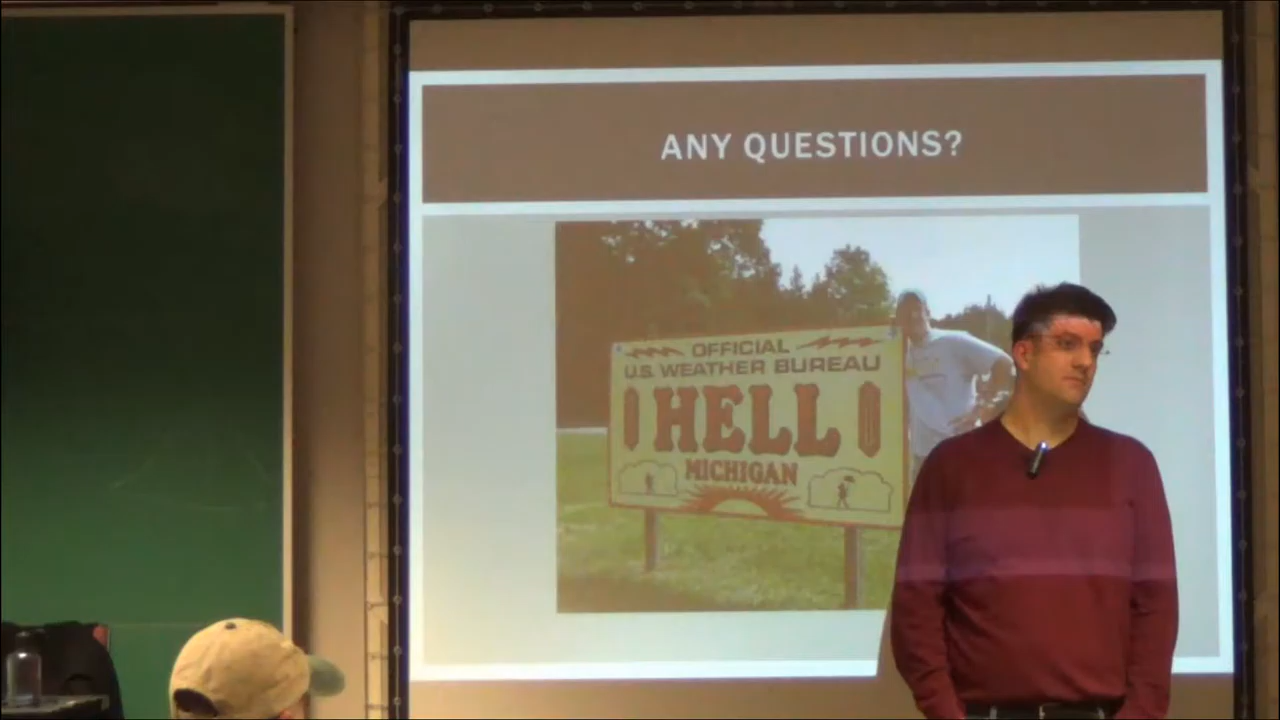 ANY QUESTIONS?
OFFICIAL
U.S. WEATHER BUREAU
HELL
MICHIGAN